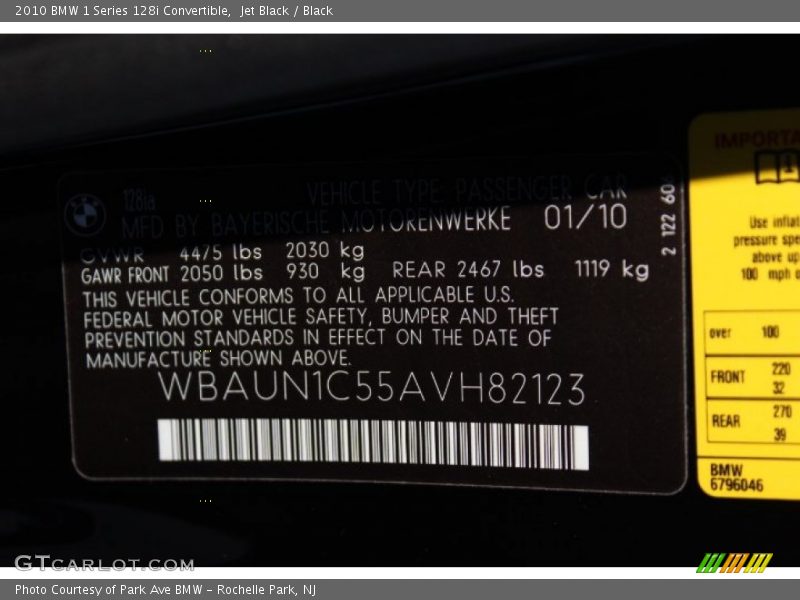 2010 BMW 1 Series 128i Convertible, Jet Black / Black
128ia VEHICLE TYPE: PASSENGER CAR
MFD BY BAYERISCHE MOTORENWERKE 01/10
GVWR 4475 lbs 2030 kg
GAWR FRONT 2050 lbs 930 kg REAR 2467 lbs 1119 kg
THIS VEHICLE CONFORMS TO ALL APPLICABLE U.S.
FEDERAL MOTOR VEHICLE SAFETY, BUMPER AND THEFT
PREVENTION STANDARDS IN EFFECT ON THE DATE OF
MANUFACTURE SHOWN ABOVE.
WBAUN1C55AVH82123
2 122 606
IMPORTA
Use inflat
pressure spe
above up
100 mph o
over 100
FRONT 220
32
REAR 270
39
BMW
6796046
GTCARLOT.COM
Photo Courtesy of Park Ave BMW - Rochelle Park, NJ